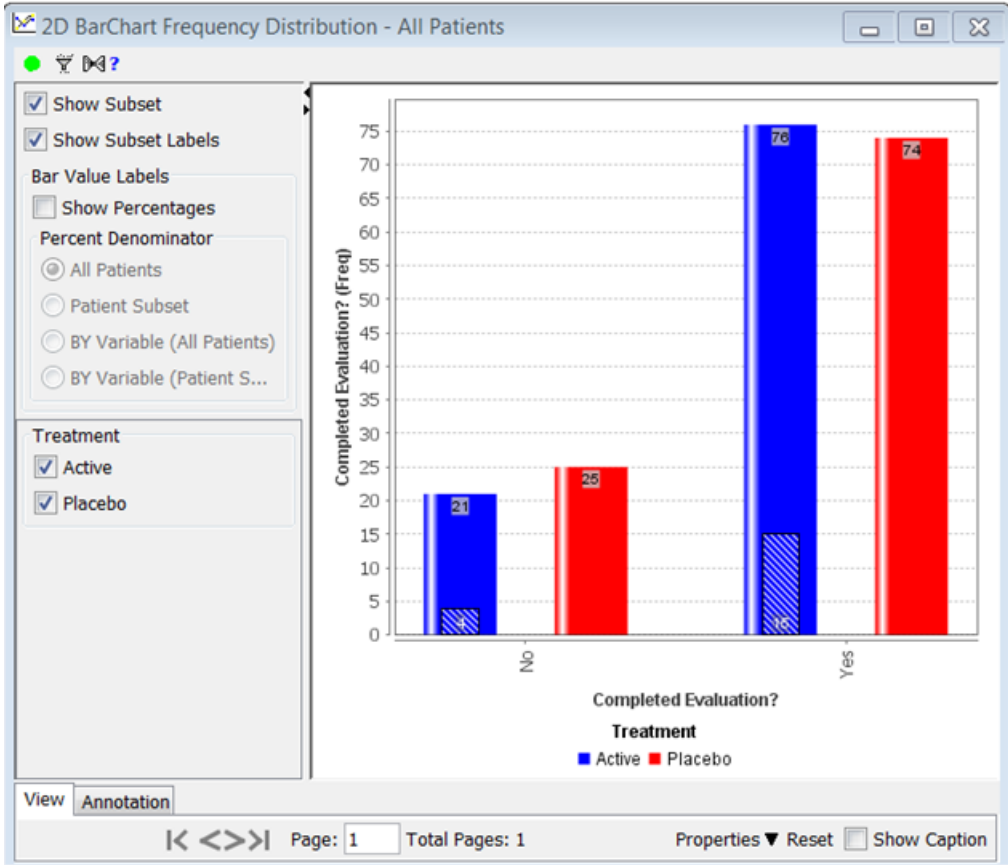 2D BarChart Frequency Distribution - All Patients
?
Show Subset
Show Subset Labels
Bar Value Labels
Show Percentages
Percent Denominator
All Patients
Patient Subset
BY Variable (All Patients)
BY Variable (Patient S...
Treatment
Active
Placebo
Completed Evaluation? (Freq)
75
70
65
60
55
50
45
40
35
30
25
20
15
10
5
0
21
4
25
76
15
74
No
Yes
Completed Evaluation?
Treatment
Active Placebo
View Annotation
Page: 1 Total Pages: 1 Properties ▼ Reset Show Caption